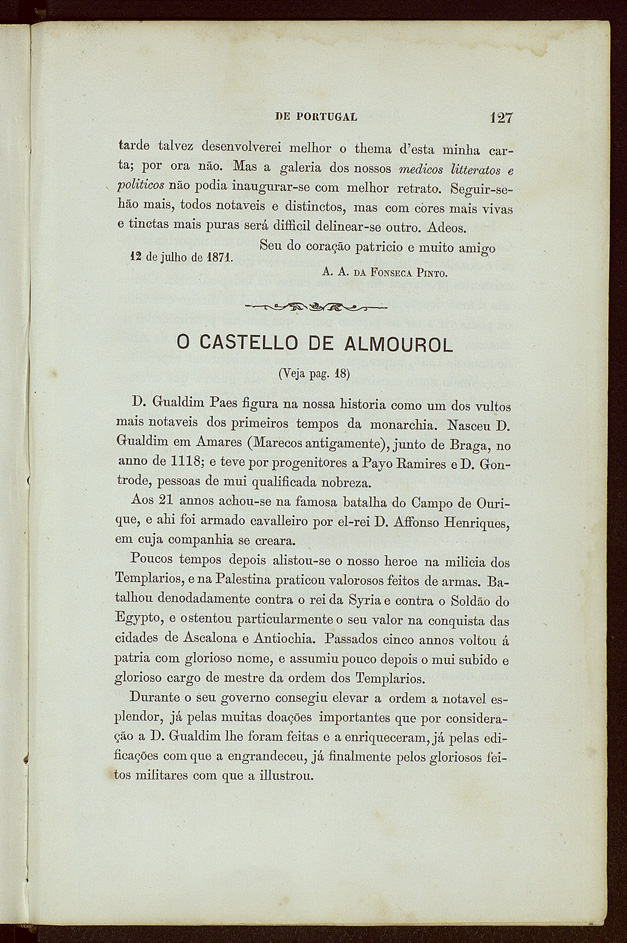 DE PORTUGAL 127
tarde talvez desenvolverei melhor o thema d'esta minha car-
ta; por ora não. Mas a galeria dos nossos medicos litteratos e
politicos não podia inaugurar-se com melhor retrato. Seguir-se-
hão mais, todos notaveis e distinctos, mas com côres mais vivas
e tinctas mais puras será difficil delinear-se outro. Adeos.
Seu do coração patricio e muito amigo
12 de julho de 1871.
A. A. DA FONSECA PINTO.
O CASTELLO DE ALMOUROL
(Veja pag. 18)
D. Gualdim Paes figura na nossa historia como um dos vultos
mais notaveis dos primeiros tempos da monarchia. Nasceu D.
Gualdim em Amares (Marecos antigamente), junto de Braga, no
anno de 1118; e teve por progenitores a Payo Ramires e D. Gon-
trode, pessoas de mui qualificada nobreza.
Aos 21 annos achou-se na famosa batalha do Campo de Ouri-
que, e ahi foi armado cavalleiro por el-rei D. Affonso Henriques,
em cuja companhia se creara.
Poucos tempos depois alistou-se o nosso heroe na milicia dos
Templarios, e na Palestina praticou valorosos feitos de armas. Ba-
talhou denodadamente contra o rei da Syria e contra o Soldão do
Egypto, e ostentou particularmente o seu valor na conquista das
cidades de Ascalona e Antiochia. Passados cinco annos voltou á
patria com glorioso nome, e assumiu pouco depois o mui subido e
glorioso cargo de mestre da ordem dos Templarios.
Durante o seu governo consegiu elevar a ordem a notavel es-
plendor, já pelas muitas doações importantes que por considera-
ção a D. Gualdim lhe foram feitas e a enriqueceram, já pelas edi-
ficações com que a engrandeceu, já finalmente pelos gloriosos fei-
tos militares com que a illustrou.